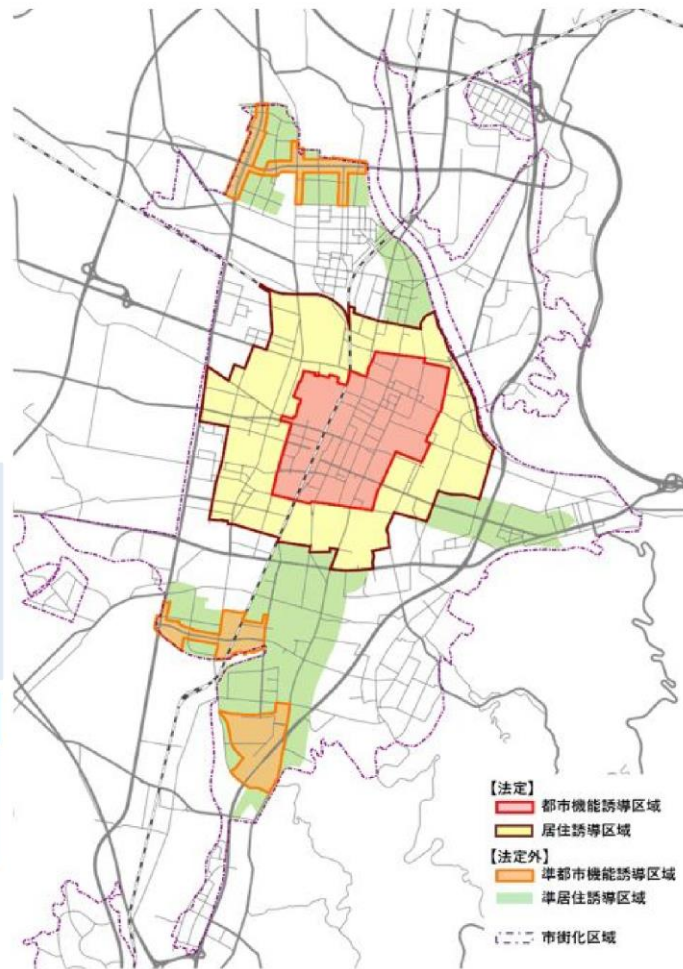 【法定】
都市機能誘導区域
居住誘導区域
【法定外】
準都市機能誘導区域
準居住誘導区域
市街化区域